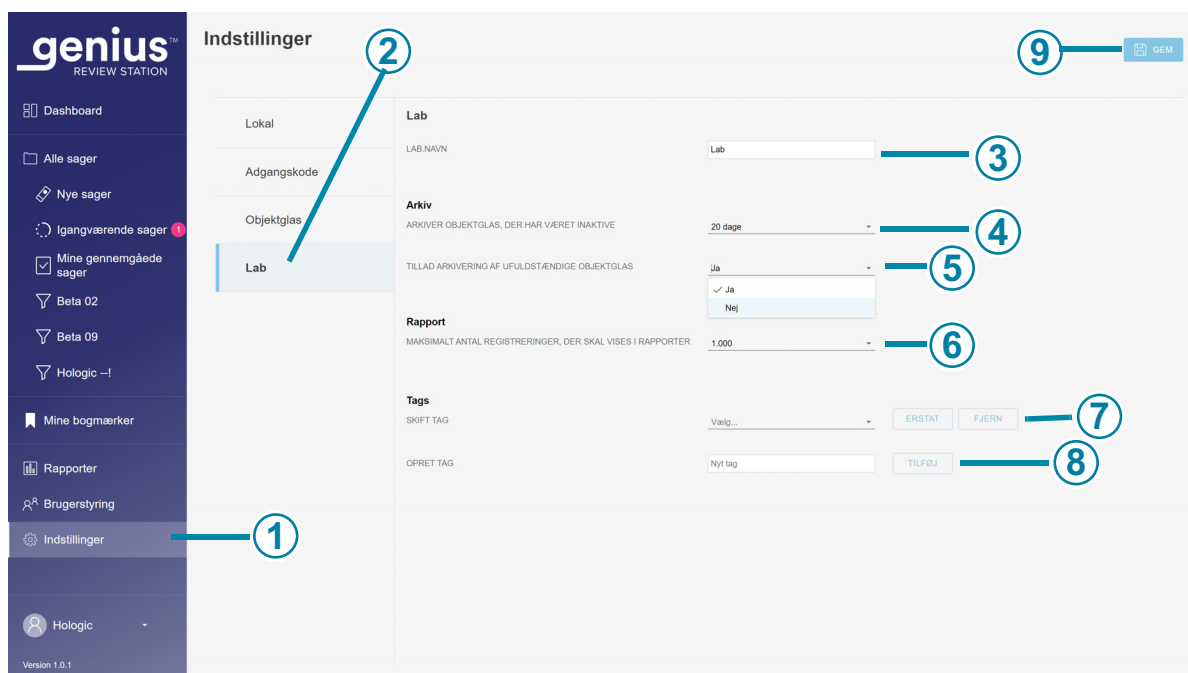 genius™
REVIEW STATION
Dashboard
Alle sager
Nye sager
Igangværende sager 1
Mine gennemgåede
sager
Beta 02
Beta 09
Hologic --!
Mine bogmærker
Rapporter
Brugerstyring
Indstillinger
Hologic
Version 1.0.1
1
Indstillinger
2
9
GEM
Lokal
Adgangskode
Objektglas
Lab
Lab
LAB.NAVN
Lab
3
Arkiv
ARKIVER OBJEKTGLAS, DER HAR VÆRET INAKTIVE
20 dage
4
TILLAD ARKIVERING AF UFULDSTÆNDIGE OBJEKTGLAS
Ja
5
Ja
Nej
Rapport
MAKSIMALT ANTAL REGISTRERINGER, DER SKAL VISES I RAPPORTER
1.000
6
Tags
SKIFT TAG
Vælg...
ERSTAT
FJERN
7
OPRET TAG
Nyt tag
TILFØJ
8